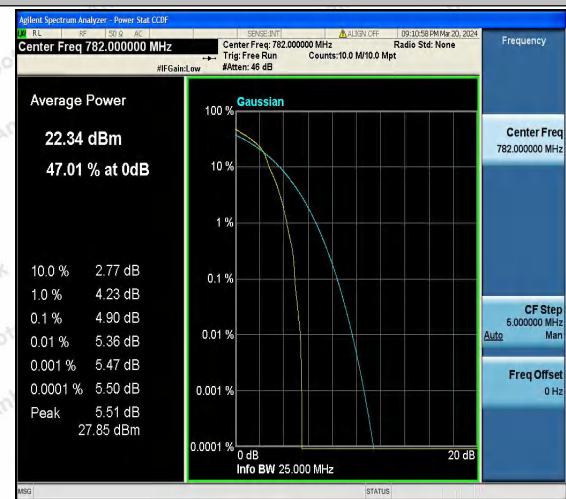 Agilent Spectrum Analyzer - Power Stat CCDF
RL RF 50 Ω AC SENSE:INT ALIGN OFF 09:10:58 PM Mar 20, 2024
Center Freq 782.000000 MHz
Center Freq: 782.000000 MHz Radio Std: None
Trig: Free Run Counts:10.0 M/10.0 Mpt
#IFGain:Low #Atten: 46 dB
Frequency
Average Power
22.34 dBm
47.01 % at 0dB
10.0 % 2.77 dB
1.0 % 4.23 dB
0.1 % 4.90 dB
0.01 % 5.36 dB
0.001 % 5.47 dB
0.0001 % 5.50 dB
Peak 5.51 dB
27.85 dBm
Gaussian
100 %
10 %
1 %
0.1 %
0.01 %
0.001 %
0.0001 %
0 dB 20 dB
Info BW 25.000 MHz
Center Freq
782.000000 MHz
CF Step
5.000000 MHz
Auto Man
Freq Offset
0 Hz
MSG STATUS